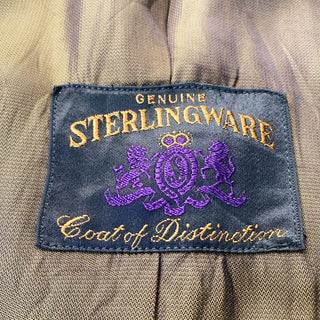 GENUINE
STERLINGWARE
S
Coat of Distinction